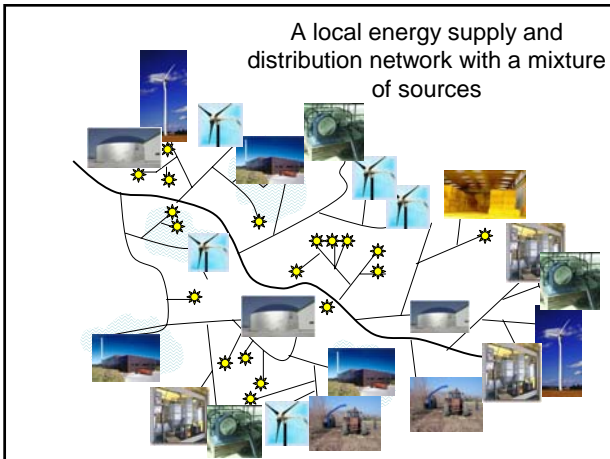 A local energy supply and
distribution network with a mixture
of sources